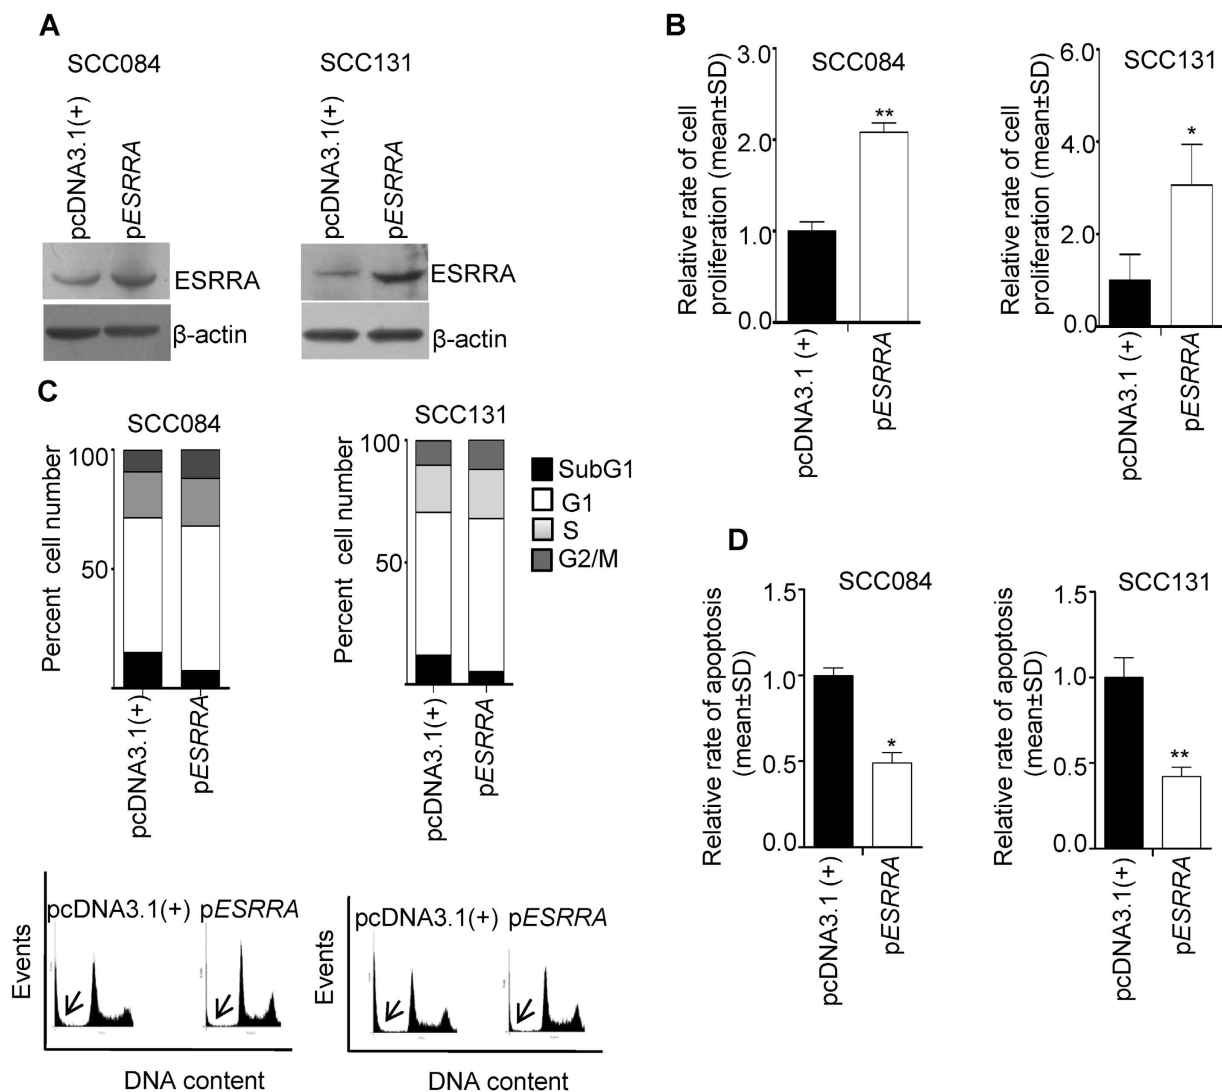 A
SCC084
SCC131
pcDNA3.1(+)
pESRRA
pcDNA3.1(+)
pESRRA
ESRRA
ESRRA
β-actin
β-actin
B
SCC084
SCC131
Relative rate of cell
proliferation (mean±SD)
3.0
2.0
1.0
0.0
**
pcDNA3.1 (+)
pESRRA
Relative rate of cell
proliferation (mean±SD)
6.0
4.0
2.0
0.0
*
pcDNA3.1 (+)
pESRRA
C
SCC084
SCC131
Percent cell number
100
50
pcDNA3.1(+)
pESRRA
Percent cell number
100
50
pcDNA3.1(+)
pESRRA
SubG1
G1
S
G2/M
Events
pcDNA3.1(+) pESRRA
DNA content
Events
pcDNA3.1(+) pESRRA
DNA content
D
SCC084
SCC131
Relative rate of apoptosis
(mean±SD)
1.5
1.0
0.5
0.0
*
pcDNA3.1 (+)
pESRRA
Relative rate of apoptosis
(mean±SD)
1.5
1.0
0.5
0.0
**
pcDNA3.1(+)
pESRRA